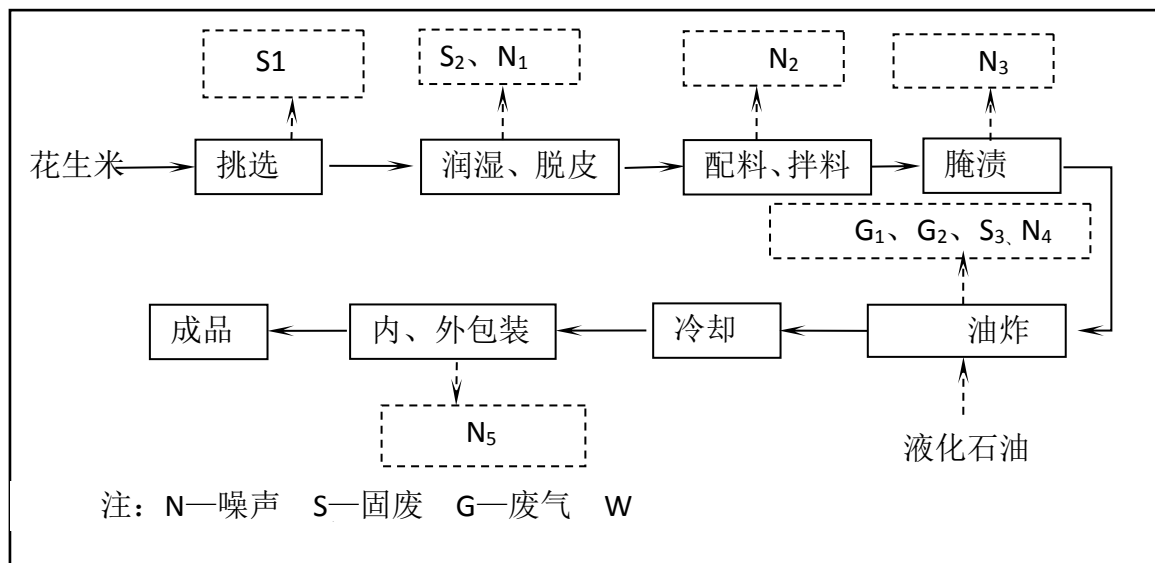 S1
S₂、N₁
N₂
N₃
花生米
挑选
润湿、脱皮
配料、拌料
腌渍
G₁、G₂、S₃、N₄
成品
内、外包装
冷却
油炸
N₅
液化石油
注：N—噪声 S—固废 G—废气 W